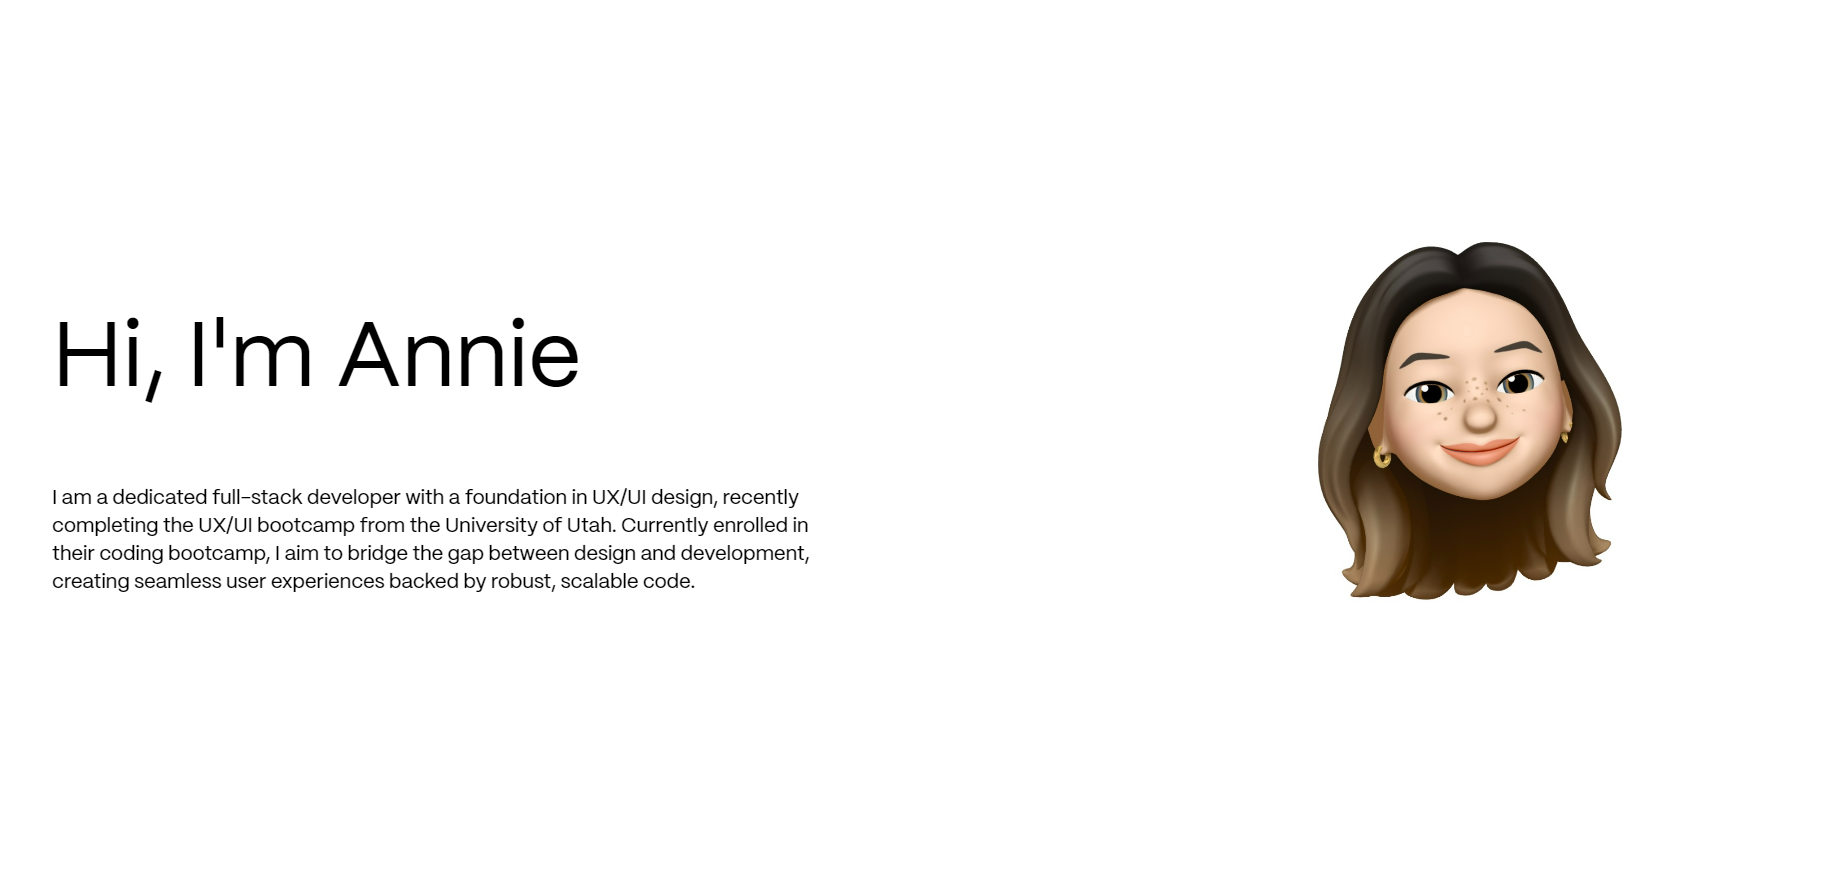 Hi, I'm Annie
I am a dedicated full-stack developer with a foundation in UX/UI design, recently
completing the UX/UI bootcamp from the University of Utah. Currently enrolled in
their coding bootcamp, I aim to bridge the gap between design and development,
creating seamless user experiences backed by robust, scalable code.